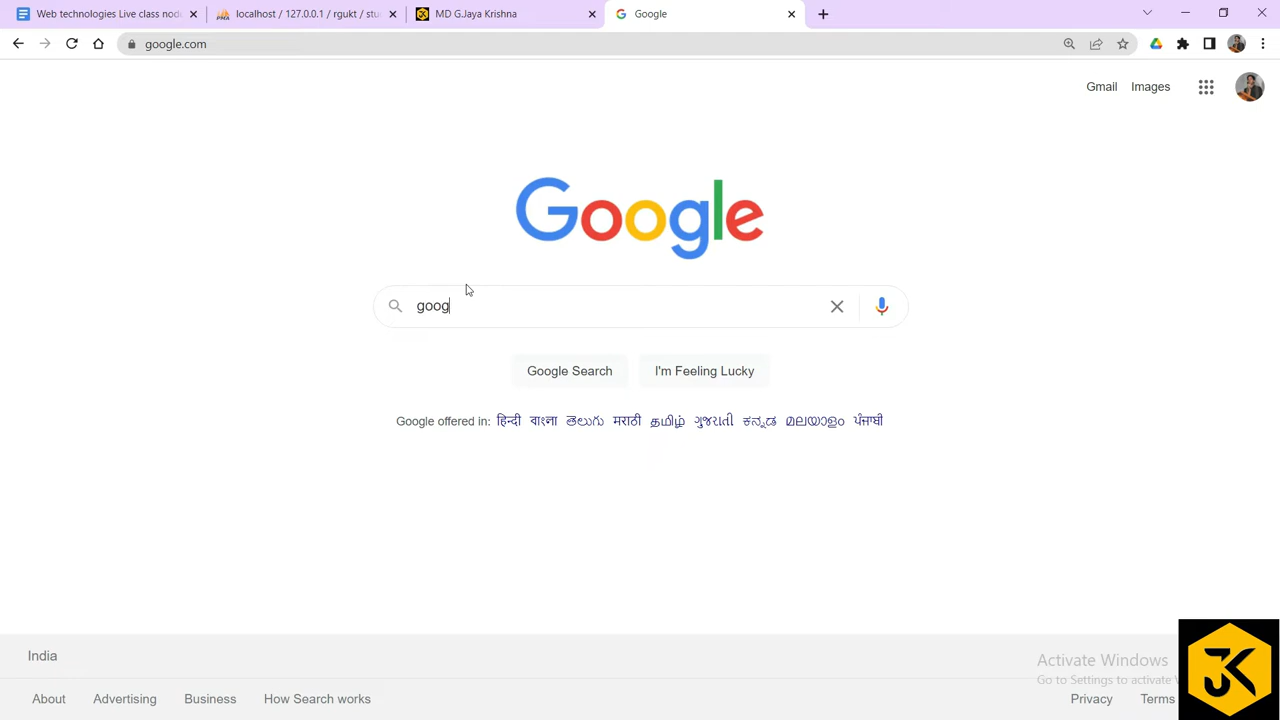 Web technologies Live class node
localhost / 127.0.0.1 / rgukt / stu
MD G.Jaya Krishna
Google
google.com
Gmail
Images
Google
goog
Google Search
I'm Feeling Lucky
Google offered in: हिन्दी বাংলা తెలుగు मराठी தமிழ் ગુજરાતી ಕನ್ನಡ മലയാളം ਪੰਜਾਬੀ
India
Activate Windows
Go to Settings to activate
About
Advertising
Business
How Search works
Privacy
Terms
JK